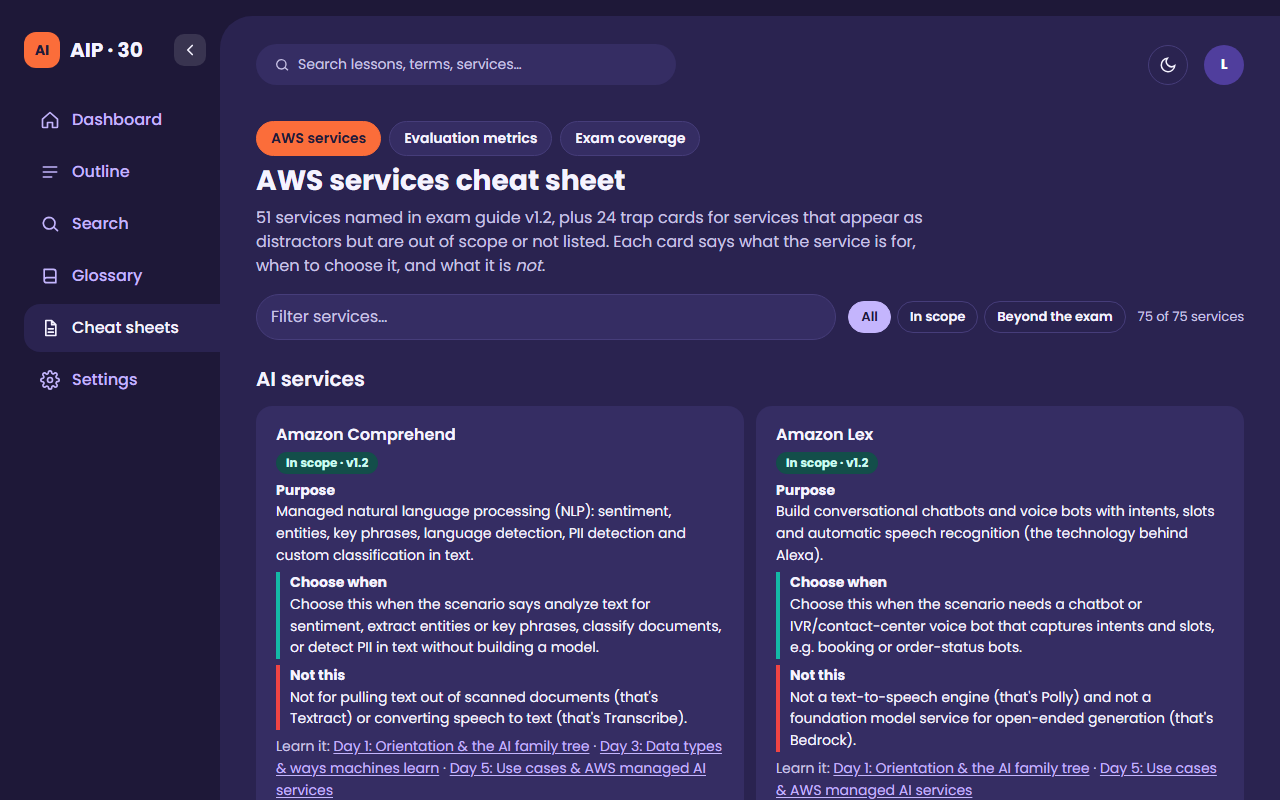 AI AIP · 30
Dashboard
Outline
Search
Glossary
Cheat sheets
Settings
Search lessons, terms, services...
L
AWS services
Evaluation metrics
Exam coverage
AWS services cheat sheet
51 services named in exam guide v1.2, plus 24 trap cards for services that appear as
distractors but are out of scope or not listed. Each card says what the service is for,
when to choose it, and what it is not.
Filter services...
All
In scope
Beyond the exam
75 of 75 services
AI services
Amazon Comprehend
In scope · v1.2
Purpose
Managed natural language processing (NLP): sentiment,
entities, key phrases, language detection, PII detection and
custom classification in text.
Choose when
Choose this when the scenario says analyze text for
sentiment, extract entities or key phrases, classify documents,
or detect PII in text without building a model.
Not this
Not for pulling text out of scanned documents (that's
Textract) or converting speech to text (that's Transcribe).
Learn it: Day 1: Orientation & the AI family tree · Day 3: Data types
& ways machines learn · Day 5: Use cases & AWS managed AI
services
Amazon Lex
In scope · v1.2
Purpose
Build conversational chatbots and voice bots with intents, slots
and automatic speech recognition (the technology behind
Alexa).
Choose when
Choose this when the scenario needs a chatbot or
IVR/contact-center voice bot that captures intents and slots,
e.g. booking or order-status bots.
Not this
Not a text-to-speech engine (that's Polly) and not a
foundation model service for open-ended generation (that's
Bedrock).
Learn it: Day 1: Orientation & the AI family tree · Day 5: Use cases
& AWS managed AI services